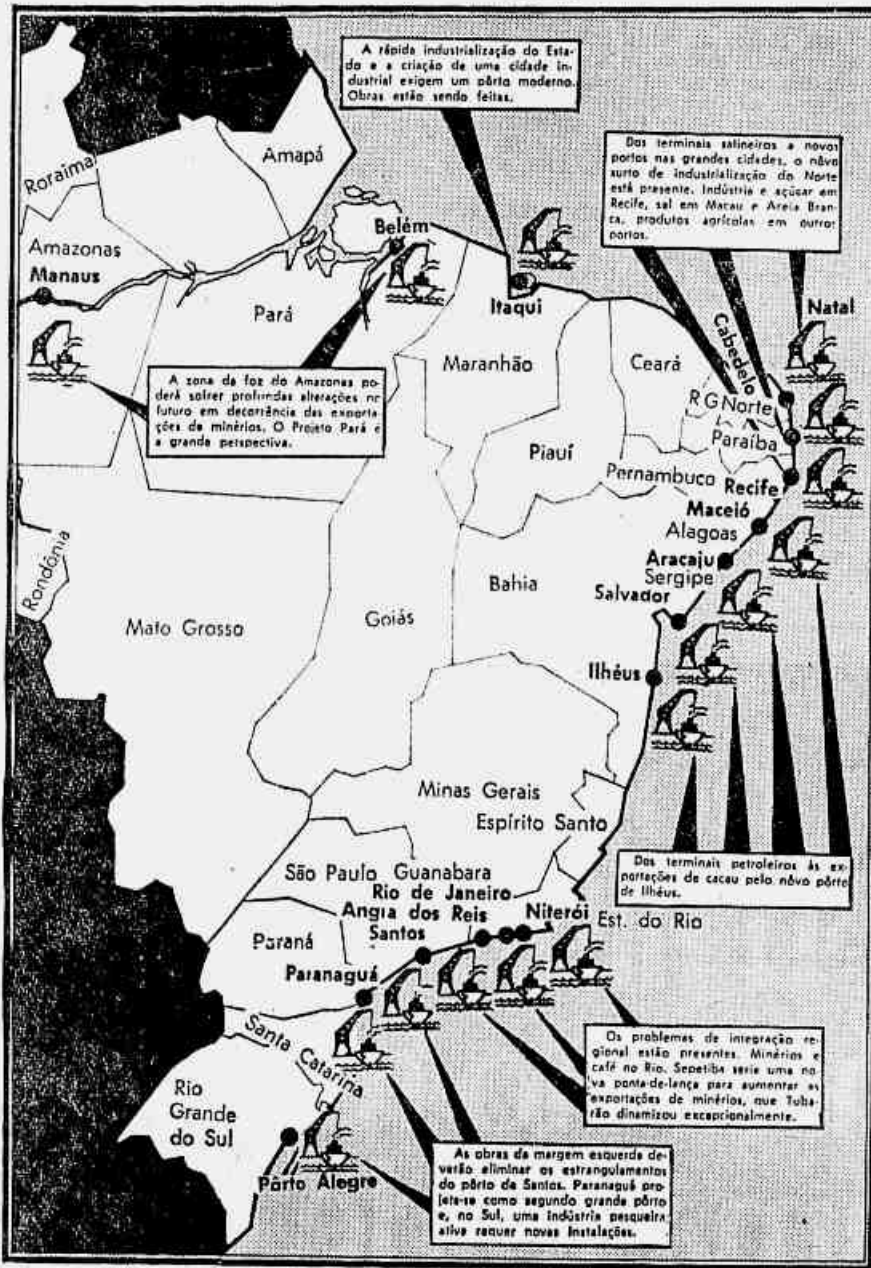 A rápida industrialização do Esta-
do e a criação de uma cidade in-
dustrial exigem um pôrto moderno.
Obras estão sendo feitas.
Dos terminais salineiros a novos
portos nas grandes cidades, o nôvo
surto de industrialização do Norte
está presente. Indústria e açúcar em
Recife, sal em Macau e Areia Bran-
ca, produtos agrícolas em outros
portos.
Roraima
Amapá
Amazonas
Manaus
Belém
Pará
Itaqui
Natal
Cabedelo
Maranhão
Ceará
R G Norte
Paraíba
A zona da foz do Amazonas po-
derá sofrer profundas alterações no
futuro em decorrência das exporta-
ções de minérios. O Projeto Pará é
a grande perspectiva.
Piauí
Pernambuco
Recife
Maceió
Alagoas
Aracaju
Sergipe
Rondônia
Mato Grosso
Goiás
Bahia
Salvador
Ilhéus
Minas Gerais
Espírito Santo
Dos terminais petroleiros às ex-
portações de cacau pelo nôvo pôrto
de Ilhéus.
São Paulo
Guanabara
Rio de Janeiro
Angra dos Reis
Niterói
Est. do Rio
Santos
Paraná
Paranaguá
Santa Catarina
Os problemas de integração re-
gional estão presentes. Minérios e
café no Rio. Sepetiba seria uma no-
va ponta-de-lança para aumentar as
exportações de minérios, que Tuba-
rão dinamizou excepcionalmente.
Rio
Grande
do Sul
Pôrto Alegre
As obras da margem esquerda de-
verão eliminar os estrangulamentos
do pôrto de Santos. Paranaguá pro-
jeta-se como segundo grande pôrto
e, no Sul, uma indústria pesqueira
ativa requer novas instalações.